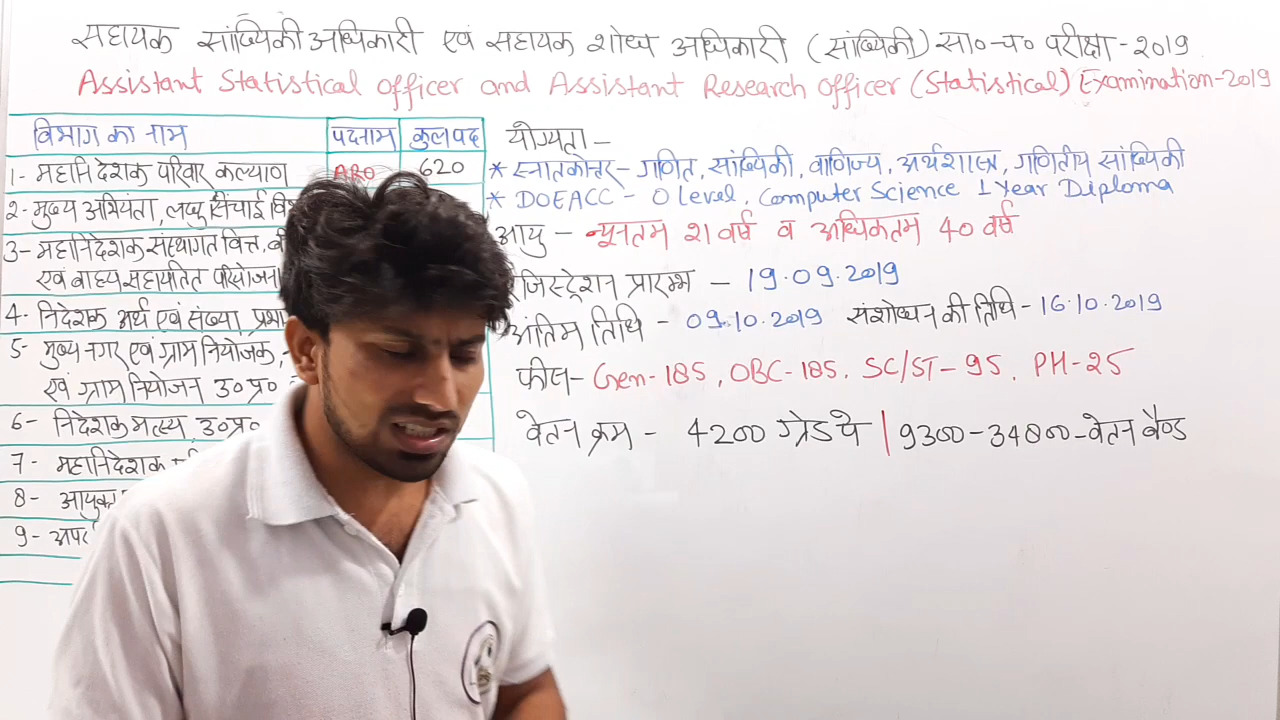 सहायक सांख्यिकी अधिकारी एवं सहायक शोध अधिकारी (सांख्यिकी) सा०-च० परीक्षा-2019
Assistant Statistical officer and Assistant Research Officer (Statistical) Examination-2019
विभाग का नाम पदनाम कुल पद
1- महानिदेशक परिवार कल्याण ARO 620
2- मुख्य अभियंता, लघु सिंचाई
3- महानिदेशक संस्थागत वित्त,
एवं वाह्य सहायतित परियोजना
4- निदेशक अर्थ एवं संख्या
5- मुख्य नगर एवं ग्राम नियोजक,
एवं ग्राम नियोजन उ०प्र०
6- निदेशक मत्स्य, उ०प्र०
7- महानिदेशक
8-
9-
योग्यता-
* स्नातकोत्तर- गणित, सांख्यिकी, वाणिज्य, अर्थशास्त्र, गणितीय सांख्यिकी
* DOEACC - O level, Computer Science 1 Year Diploma
आयु - न्यूनतम 21 वर्ष व अधिकतम 40 वर्ष
रजिस्ट्रेशन प्रारम्भ - 19.09.2019
अंतिम तिथि - 09.10.2019 संशोधन की तिथि - 16.10.2019
फीस- Gen-185, OBC-185, SC/ST-95, PH-25
वेतन क्रम - 4200 ग्रेड पे | 9300-34800-वेतन बैण्ड